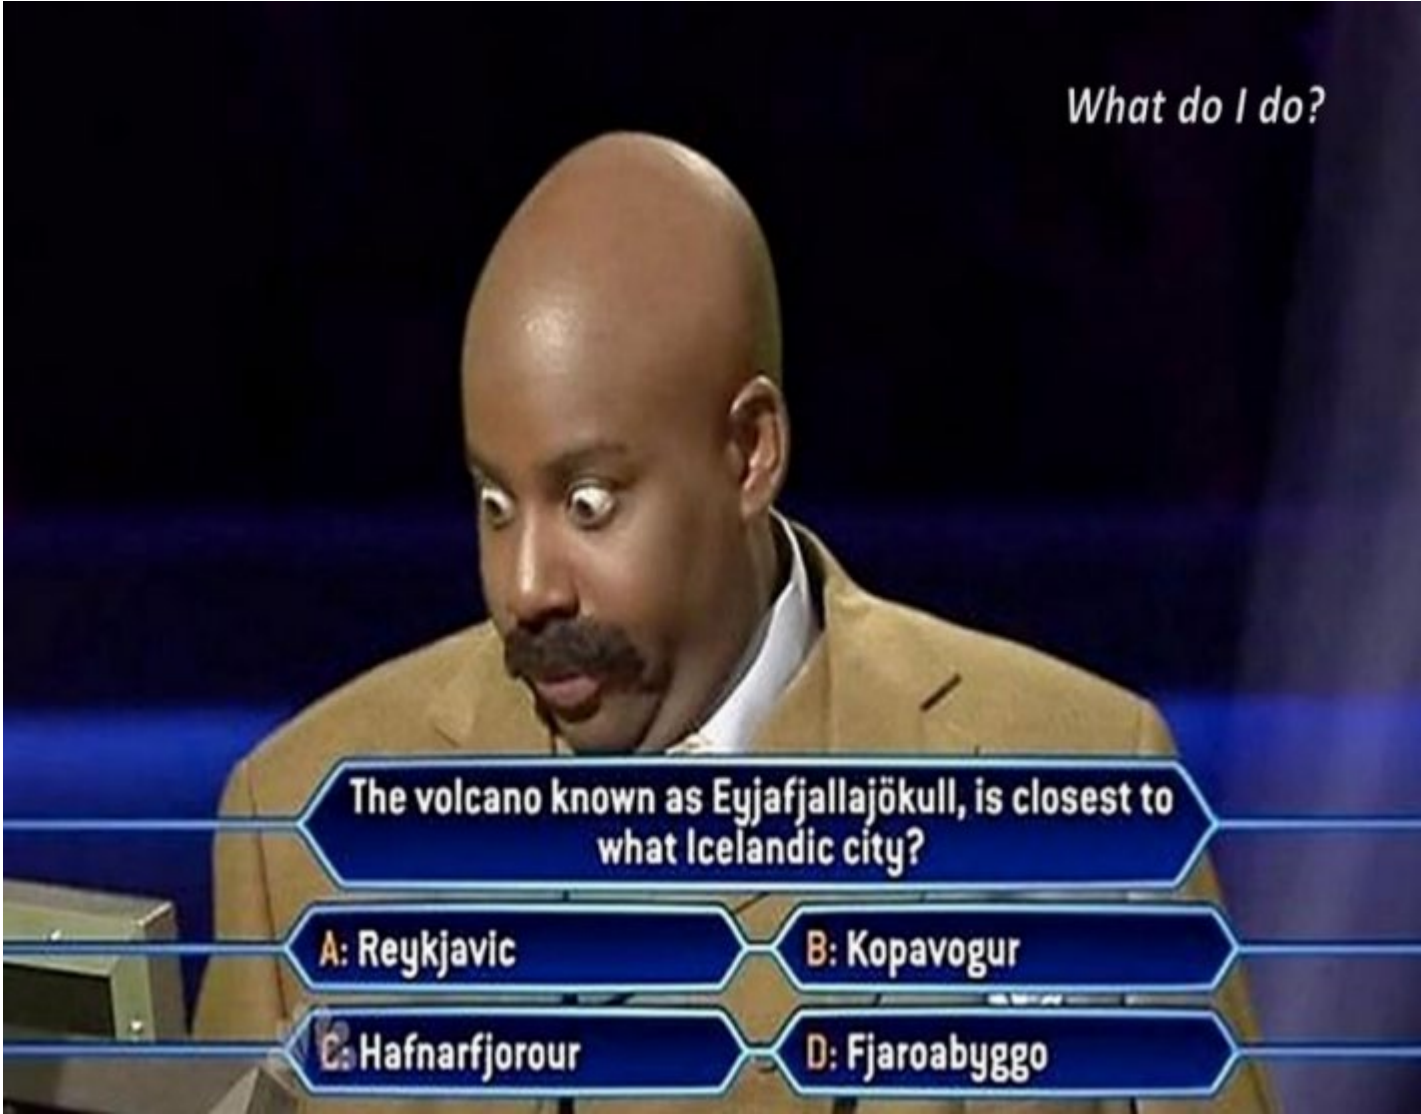 What do I do?
The volcano known as Eyjafjallajökull, is closest to
what Icelandic city?
A: Reykjavic
B: Kopavogur
C: Hafnarfjorour
D: Fjaroabyggo